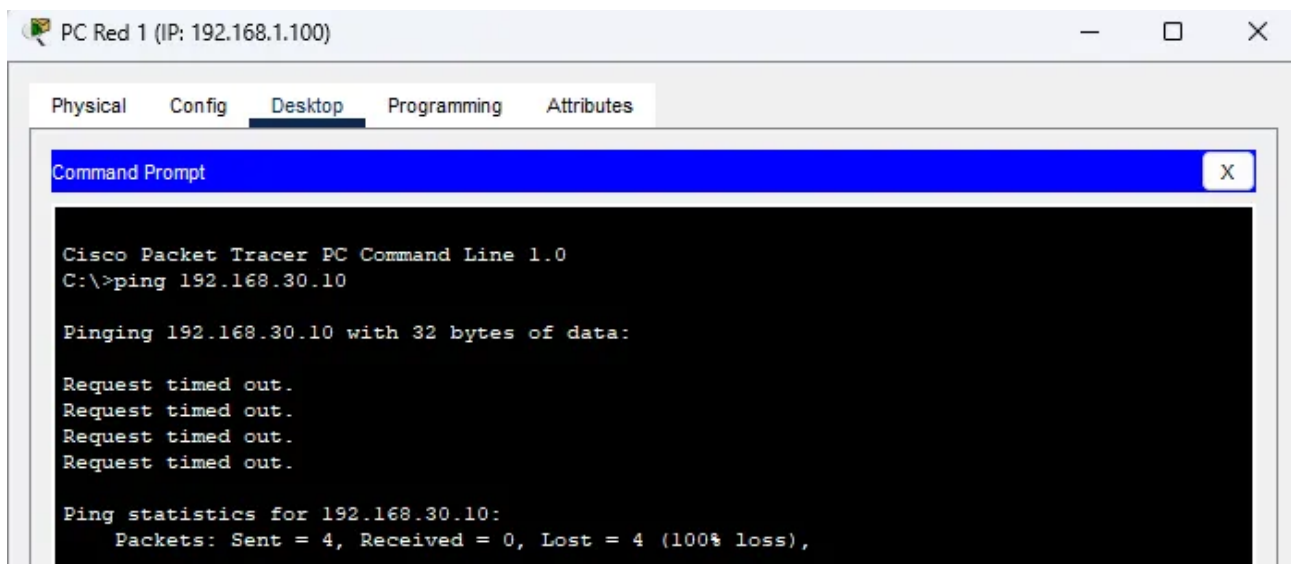 PC Red 1 (IP: 192.168.1.100)
Physical Config Desktop Programming Attributes
Command Prompt X
Cisco Packet Tracer PC Command Line 1.0
C:\>ping 192.168.30.10
Pinging 192.168.30.10 with 32 bytes of data:
Request timed out.
Request timed out.
Request timed out.
Request timed out.
Ping statistics for 192.168.30.10:
Packets: Sent = 4, Received = 0, Lost = 4 (100% loss),